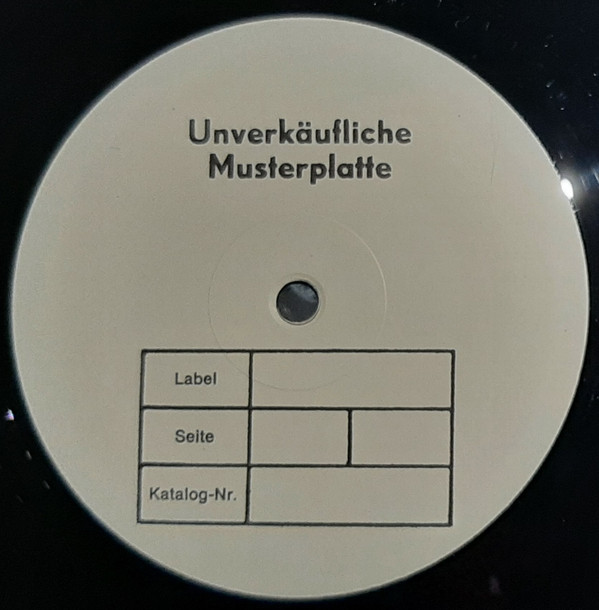 Unverkäufliche
Musterplatte
Label
Seite
Katalog-Nr.